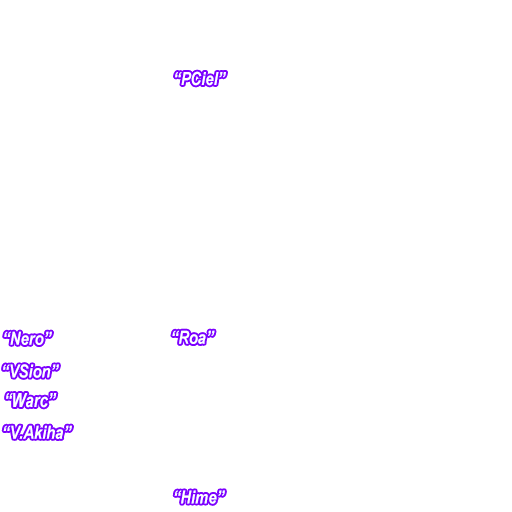 “PCiel”
“Nero”
“Roa”
“VSion”
“Warc”
“V.Akiha”
“Hime”